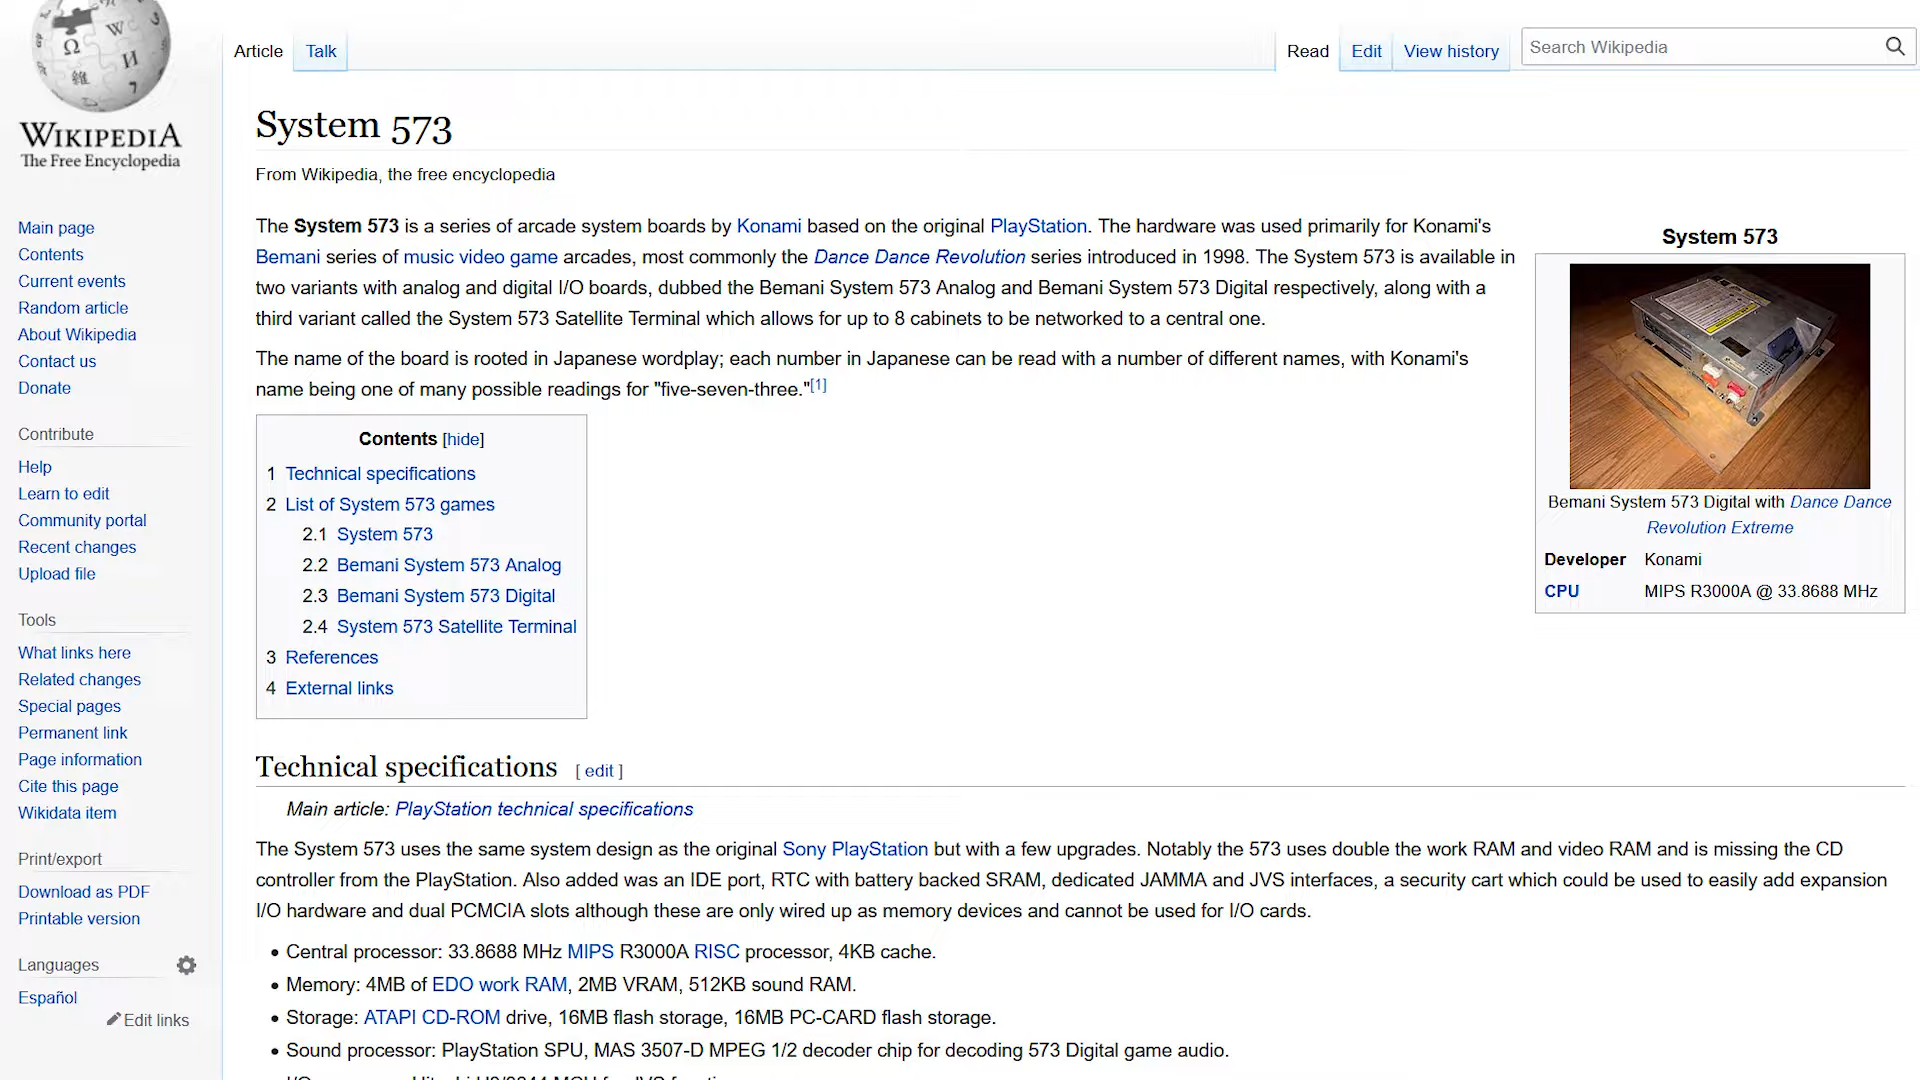 WIKIPEDIA
The Free Encyclopedia
Main page
Contents
Current events
Random article
About Wikipedia
Contact us
Donate
Contribute
Help
Learn to edit
Community portal
Recent changes
Upload file
Tools
What links here
Related changes
Special pages
Permanent link
Page information
Cite this page
Wikidata item
Print/export
Download as PDF
Printable version
Languages
Español
Edit links
Article Talk Read Edit View history Search Wikipedia
System 573
From Wikipedia, the free encyclopedia
The System 573 is a series of arcade system boards by Konami based on the original PlayStation. The hardware was used primarily for Konami's
Bemani series of music video game arcades, most commonly the Dance Dance Revolution series introduced in 1998. The System 573 is available in
two variants with analog and digital I/O boards, dubbed the Bemani System 573 Analog and Bemani System 573 Digital respectively, along with a
third variant called the System 573 Satellite Terminal which allows for up to 8 cabinets to be networked to a central one.
The name of the board is rooted in Japanese wordplay; each number in Japanese can be read with a number of different names, with Konami's
name being one of many possible readings for "five-seven-three."[1]
System 573
Bemani System 573 Digital with Dance Dance
Revolution Extreme
Developer Konami
CPU MIPS R3000A @ 33.8688 MHz
Contents [hide]
1 Technical specifications
2 List of System 573 games
2.1 System 573
2.2 Bemani System 573 Analog
2.3 Bemani System 573 Digital
2.4 System 573 Satellite Terminal
3 References
4 External links
Technical specifications [ edit ]
Main article: PlayStation technical specifications
The System 573 uses the same system design as the original Sony PlayStation but with a few upgrades. Notably the 573 uses double the work RAM and video RAM and is missing the CD
controller from the PlayStation. Also added was an IDE port, RTC with battery backed SRAM, dedicated JAMMA and JVS interfaces, a security cart which could be used to easily add expansion
I/O hardware and dual PCMCIA slots although these are only wired up as memory devices and cannot be used for I/O cards.
• Central processor: 33.8688 MHz MIPS R3000A RISC processor, 4KB cache.
• Memory: 4MB of EDO work RAM, 2MB VRAM, 512KB sound RAM.
• Storage: ATAPI CD-ROM drive, 16MB flash storage, 16MB PC-CARD flash storage.
• Sound processor: PlayStation SPU, MAS 3507-D MPEG 1/2 decoder chip for decoding 573 Digital game audio.